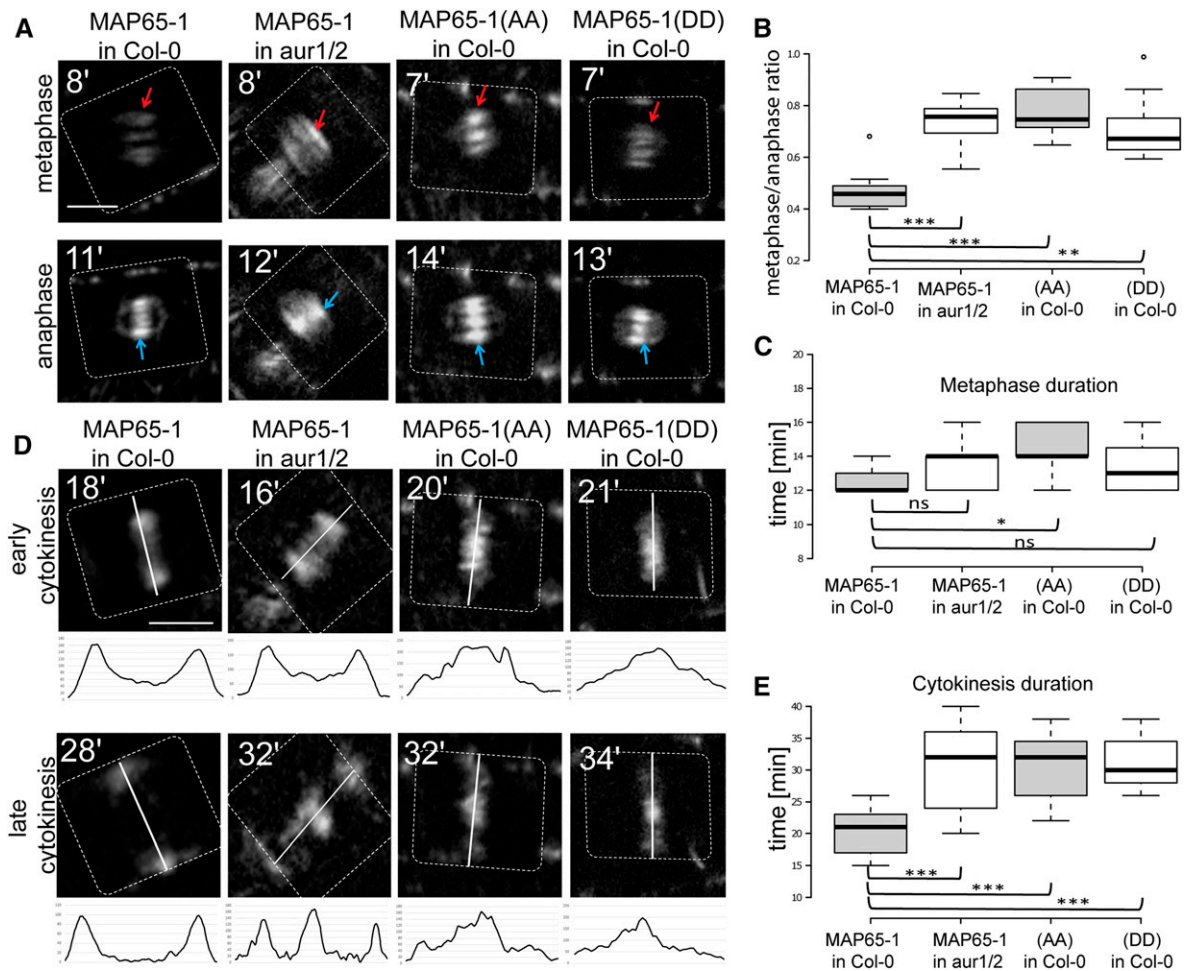 A
MAP65-1
in Col-0
MAP65-1
in aur1/2
MAP65-1(AA)
in Col-0
MAP65-1(DD)
in Col-0
metaphase
8'
8'
7'
7'
anaphase
11'
12'
14'
13'
B
metaphase/anaphase ratio
1.0
0.8
0.6
0.4
0.2
***
***
**
MAP65-1
in Col-0
MAP65-1
in aur1/2
(AA)
in Col-0
(DD)
in Col-0
C
Metaphase duration
time [min]
20
18
16
14
12
10
8
ns
*
ns
MAP65-1
in Col-0
MAP65-1
in aur1/2
(AA)
in Col-0
(DD)
in Col-0
D
MAP65-1
in Col-0
MAP65-1
in aur1/2
MAP65-1(AA)
in Col-0
MAP65-1(DD)
in Col-0
early
cytokinesis
18'
16'
20'
21'
late
cytokinesis
28'
32'
32'
34'
E
Cytokinesis duration
time [min]
40
35
30
25
20
15
10
***
***
***
MAP65-1
in Col-0
MAP65-1
in aur1/2
(AA)
in Col-0
(DD)
in Col-0